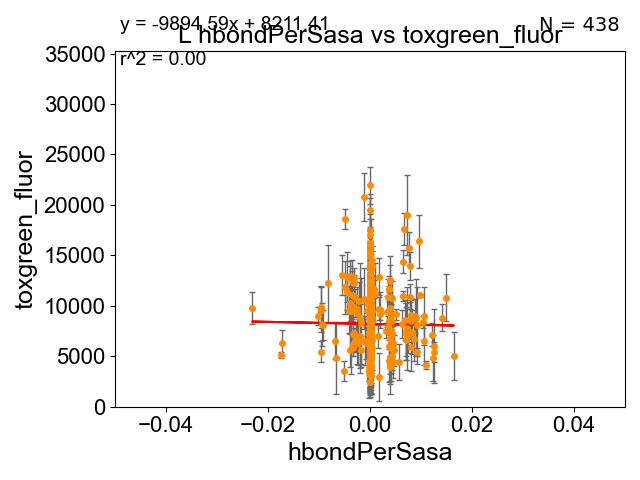 y = -9894.59x + 8211.41
N = 438
L hbondPerSasa vs toxgreen_fluor
r^2 = 0.00
35000
30000
25000
20000
15000
10000
5000
0
toxgreen_fluor
−0.04 −0.02 0.00 0.02 0.04
hbondPerSasa